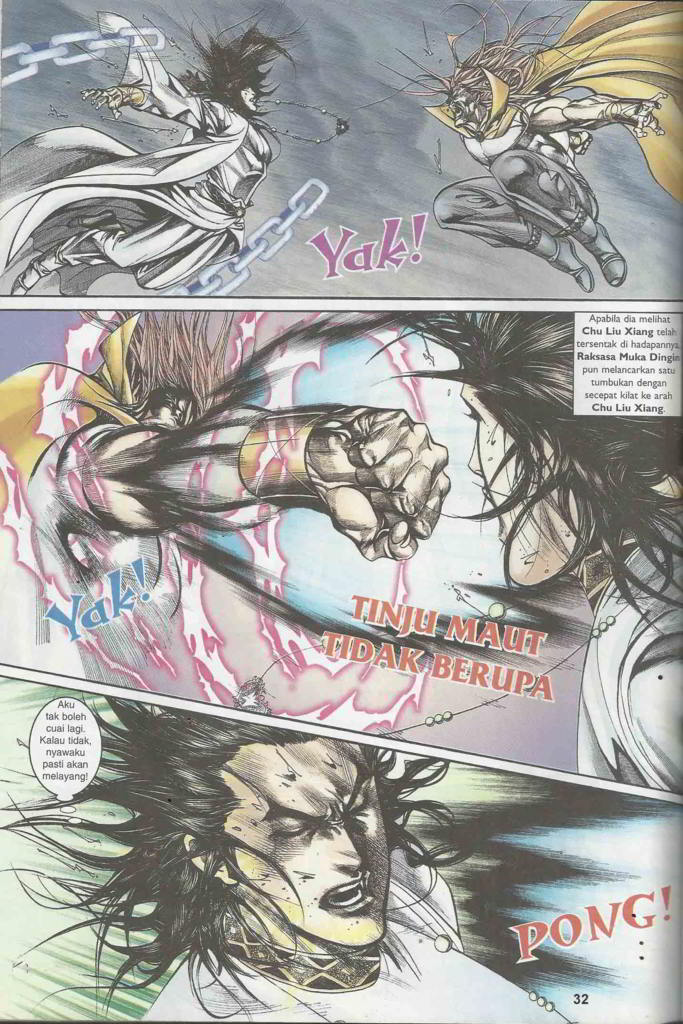 Yak!
Apabila dia melihat
Chu Liu Xiang telah
tersentak di hadapannya,
Raksasa Muka Dingin
pun melancarkan satu
tumbukan dengan
secepat kilat ke arah
Chu Liu Xiang.
Yak!
TINJU MAUT
TIDAK BERUPA
Aku
tak boleh
cuai lagi.
Kalau tidak,
nyawaku
pasti akan
melayang!
PONG!
32